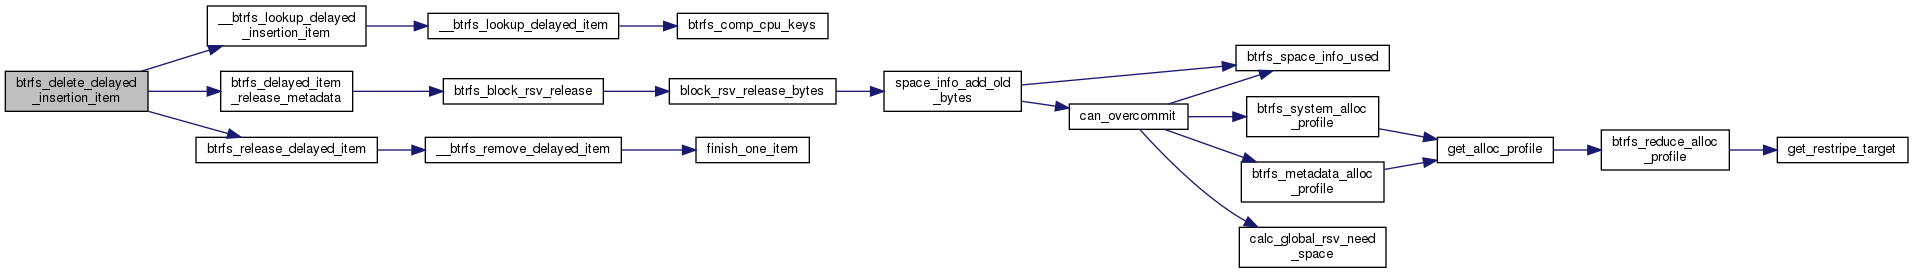 __btrfs_lookup_delayed
_insertion_item
__btrfs_lookup_delayed_item
btrfs_comp_cpu_keys
btrfs_delete_delayed
_insertion_item
btrfs_delayed_item
_release_metadata
btrfs_block_rsv_release
block_rsv_release_bytes
space_info_add_old
_bytes
btrfs_space_info_used
can_overcommit
btrfs_system_alloc
_profile
btrfs_release_delayed_item
__btrfs_remove_delayed_item
finish_one_item
get_alloc_profile
btrfs_reduce_alloc
_profile
get_restripe_target
btrfs_metadata_alloc
_profile
calc_global_rsv_need
_space